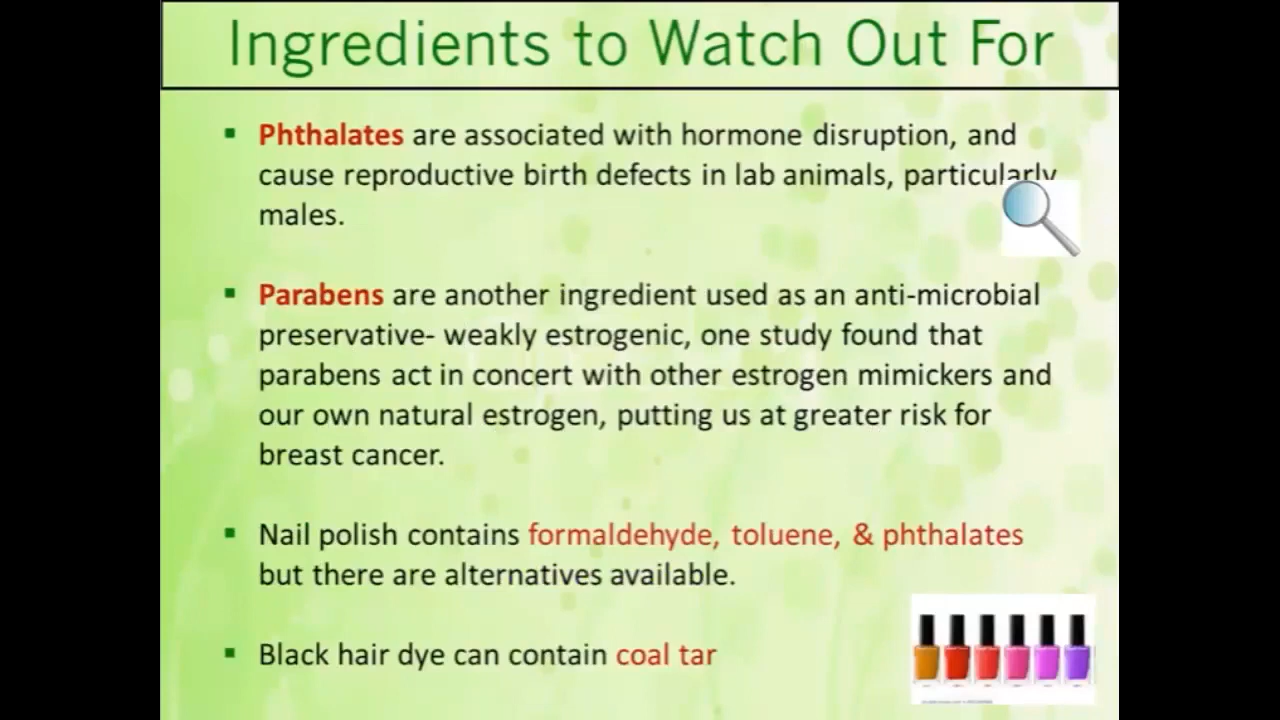 Ingredients to Watch Out For
▪ Phthalates are associated with hormone disruption, and
cause reproductive birth defects in lab animals, particularly
males.
▪ Parabens are another ingredient used as an anti-microbial
preservative- weakly estrogenic, one study found that
parabens act in concert with other estrogen mimickers and
our own natural estrogen, putting us at greater risk for
breast cancer.
▪ Nail polish contains formaldehyde, toluene, & phthalates
but there are alternatives available.
▪ Black hair dye can contain coal tar